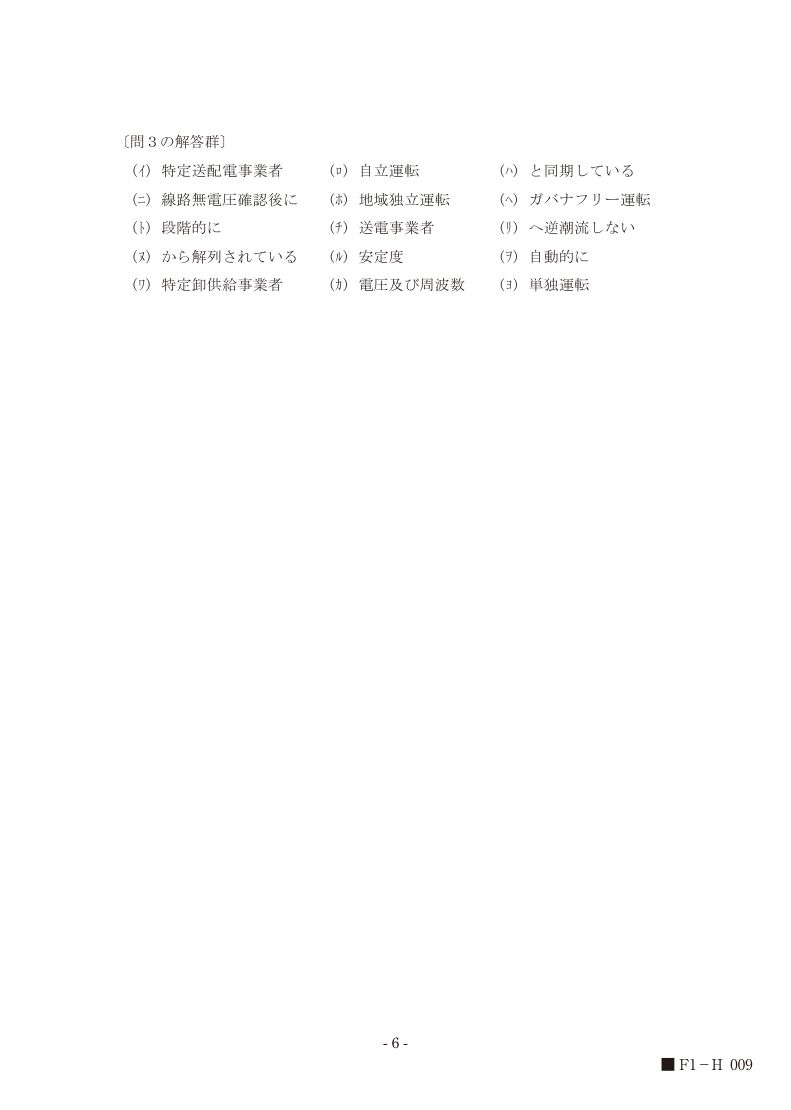 〔問３の解答群〕
（ｲ） 特定送配電事業者 （ﾛ） 自立運転 （ﾊ） と同期している
（ﾆ） 線路無電圧確認後に （ﾎ） 地域独立運転 （ﾍ） ガバナフリー運転
（ﾄ） 段階的に （ﾁ） 送電事業者 （ﾘ） へ逆潮流しない
（ﾇ） から解列されている （ﾙ） 安定度 （ｦ） 自動的に
（ﾜ） 特定卸供給事業者 （ｶ） 電圧及び周波数 （ﾖ） 単独運転
- 6 -
■ F1－H 009